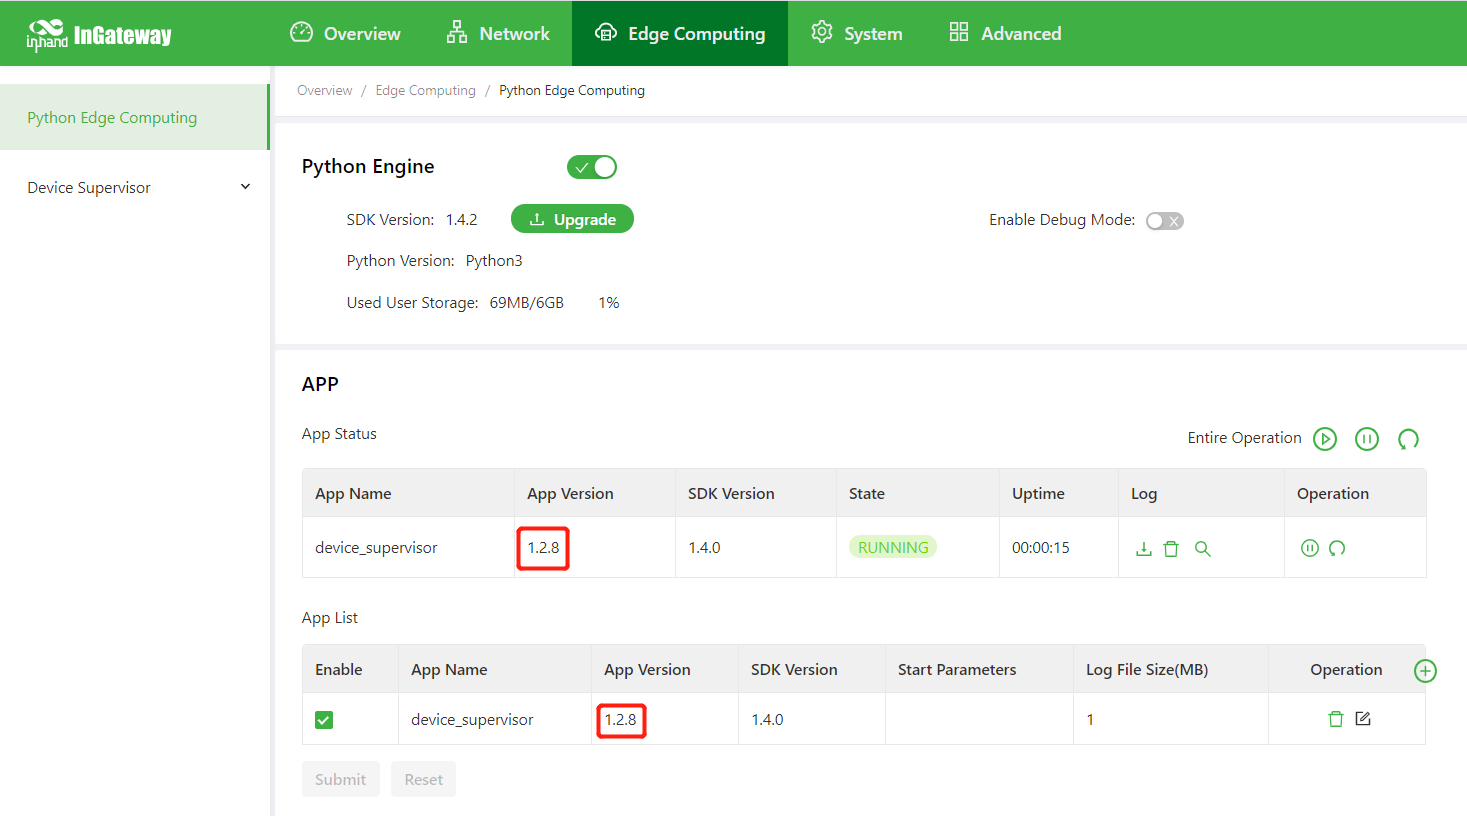 inhand InGateway Overview Network Edge Computing System Advanced
Overview / Edge Computing / Python Edge Computing
Python Edge Computing
Device Supervisor
Python Engine
SDK Version: 1.4.2 Upgrade Enable Debug Mode:
Python Version: Python3
Used User Storage: 69MB/6GB 1%
APP
App Status Entire Operation
App Name App Version SDK Version State Uptime Log Operation
device_supervisor 1.2.8 1.4.0 RUNNING 00:00:15
App List
Enable App Name App Version SDK Version Start Parameters Log File Size(MB) Operation
device_supervisor 1.2.8 1.4.0 1
Submit Reset